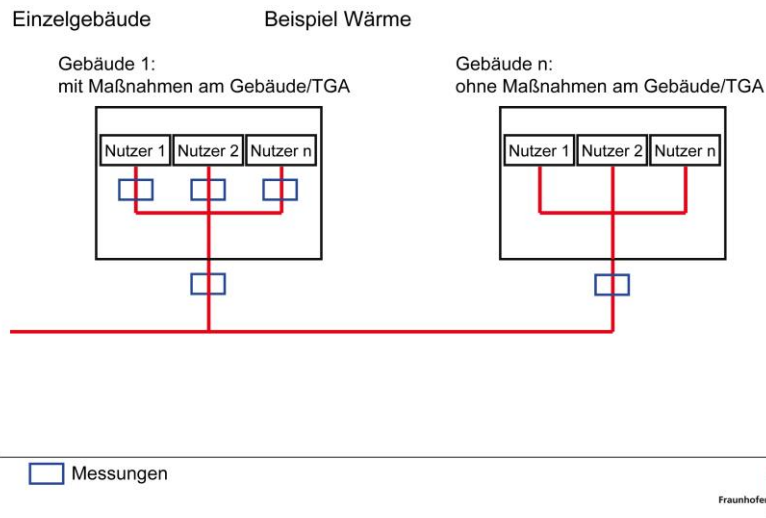 Einzelgebäude Beispiel Wärme
Gebäude 1:
mit Maßnahmen am Gebäude/TGA
Nutzer 1 Nutzer 2 Nutzer n
Gebäude n:
ohne Maßnahmen am Gebäude/TGA
Nutzer 1 Nutzer 2 Nutzer n
Messungen
Fraunhofer